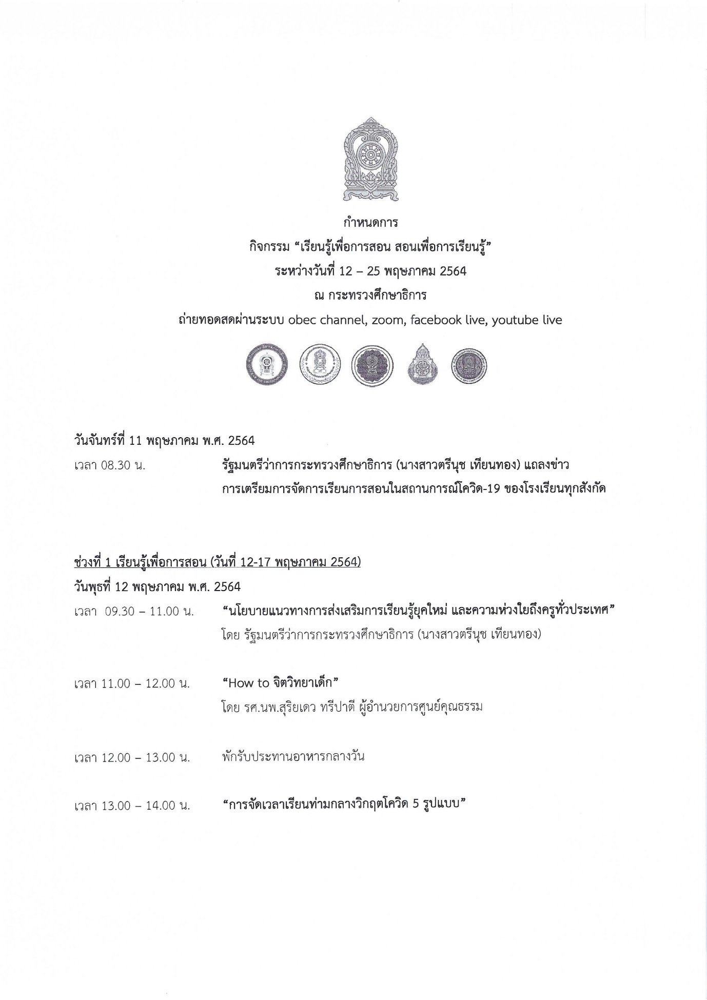 กำหนดการ
กิจกรรม “เรียนรู้เพื่อการสอน สอนเพื่อการเรียนรู้”
ระหว่างวันที่ 12 – 25 พฤษภาคม 2564
ณ กระทรวงศึกษาธิการ
ถ่ายทอดสดผ่านระบบ obec channel, zoom, facebook live, youtube live
วันจันทร์ที่ 11 พฤษภาคม พ.ศ. 2564
เวลา 08.30 น. รัฐมนตรีว่าการกระทรวงศึกษาธิการ (นางสาวตรีนุช เทียนทอง) แถลงข่าว
การเตรียมการจัดการเรียนการสอนในสถานการณ์โควิด-19 ของโรงเรียนทุกสังกัด
ช่วงที่ 1 เรียนรู้เพื่อการสอน (วันที่ 12-17 พฤษภาคม 2564)
วันพุธที่ 12 พฤษภาคม พ.ศ. 2564
เวลา 09.30 – 11.00 น. “นโยบายแนวทางการส่งเสริมการเรียนรู้ยุคใหม่ และความห่วงใยถึงครูทั่วประเทศ”
โดย รัฐมนตรีว่าการกระทรวงศึกษาธิการ (นางสาวตรีนุช เทียนทอง)
เวลา 11.00 – 12.00 น. “How to จิตวิทยาเด็ก”
โดย รศ.นพ.สุริยเดว ทรีปาตี ผู้อำนวยการศูนย์คุณธรรม
เวลา 12.00 – 13.00 น. พักรับประทานอาหารกลางวัน
เวลา 13.00 – 14.00 น. “การจัดเวลาเรียนท่ามกลางวิกฤตโควิด 5 รูปแบบ”